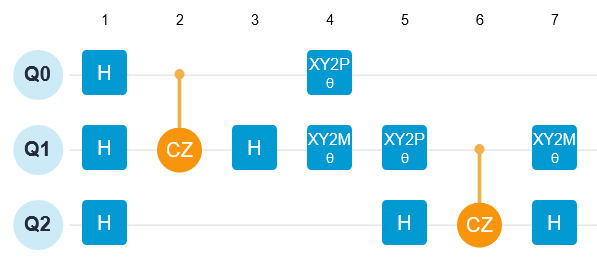 1 2 3 4 5 6 7
Q0 H XY2P
θ
Q1 H CZ H XY2M XY2P XY2M
θ θ θ
Q2 H H CZ H